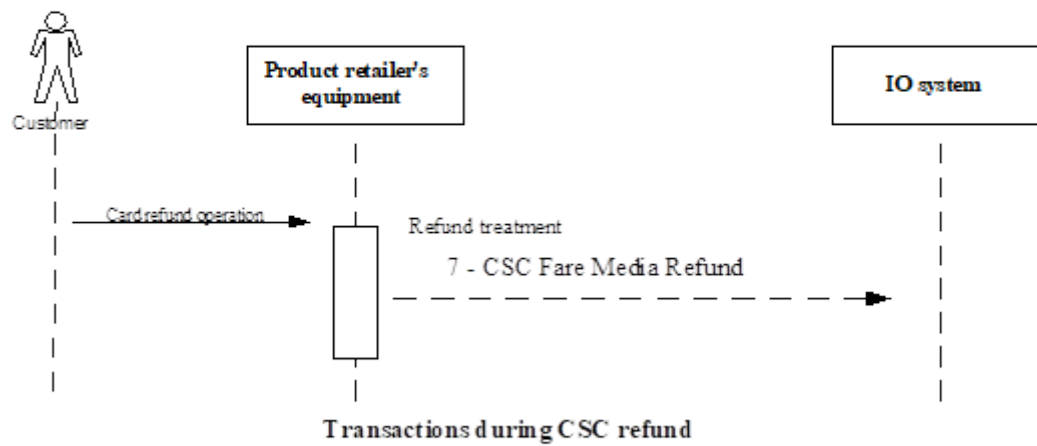 Product retailer's
equipment
IO system
Customer
Card refund operation
Refund treatment
7 - CSC Fare Media Refund
Transactions during CSC refund